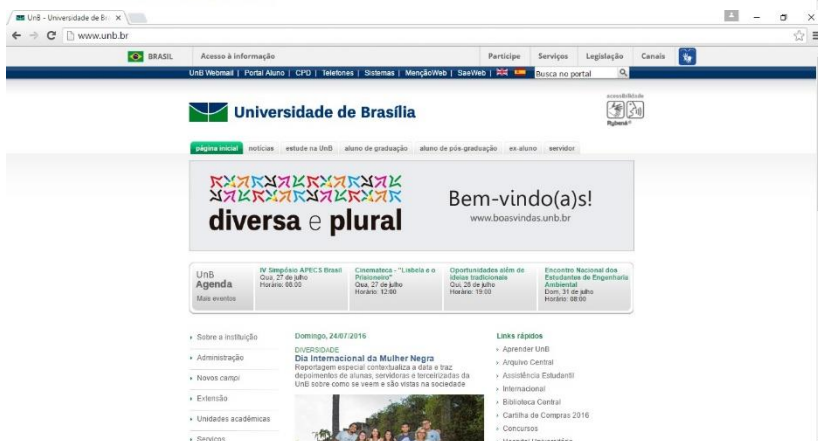 UnB - Universidade de Br
www.unb.br
BRASIL Acesso à informação Participe Serviços Legislação Canais
UnB Webmail | Portal Aluno | CPD | Telefones | Sistemas | MençãoWeb | SaeWeb | Busca no portal
Universidade de Brasília
acessibilidade
Rybená
página inicial notícias estude na UnB aluno de graduação aluno de pós-graduação ex-aluno servidor
diversa e plural
Bem-vindo(a)s!
www.boasvindas.unb.br
UnB
Agenda
Mais eventos
IV Simpósio APECS Brasil
Qua, 27 de julho
Horário: 08:00
Cinemateca - "Lisbela e o
Prisioneiro"
Qua, 27 de julho
Horário: 12:00
Oportunidades além de
ideias tradicionais
Qui, 28 de julho
Horário: 19:00
Encontro Nacional dos
Estudantes de Engenharia
Ambiental
Dom, 31 de julho
Horário: 08:00
Sobre a instituição
Administração
Novos campi
Extensão
Unidades acadêmicas
Serviços
Domingo, 24/07/2016
DIVERSIDADE
Dia Internacional da Mulher Negra
Reportagem especial contextualiza a data e traz
depoimentos de alunas, servidoras e terceirizadas da
UnB sobre como se veem e são vistas na sociedade
Links rápidos
Aprender UnB
Arquivo Central
Assistência Estudantil
Internacional
Biblioteca Central
Cartilha de Compras 2016
Concursos
Hospital Universitário